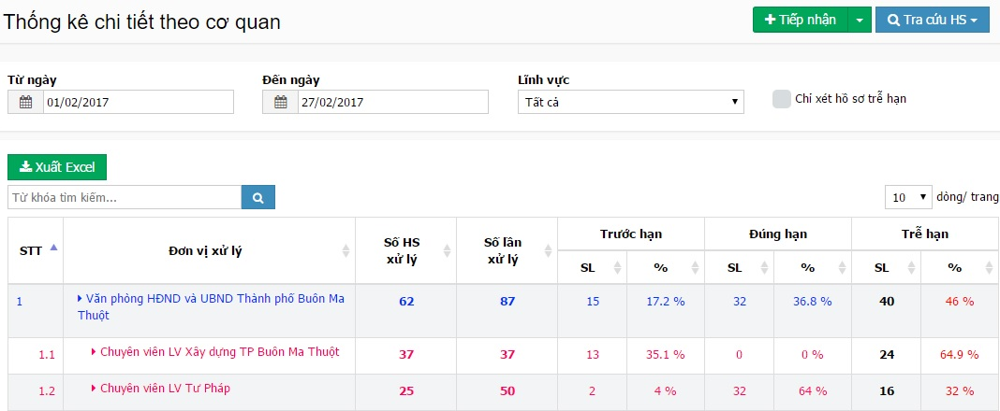 Thống kê chi tiết theo cơ quan
Tiếp nhận
Tra cứu HS
Từ ngày
Đến ngày
Lĩnh vực
01/02/2017
27/02/2017
Tất cả
Chỉ xét hồ sơ trễ hạn
Xuất Excel
Từ khóa tìm kiếm...
10 dòng/ trang
STT Đơn vị xử lý Số HS xử lý Số lần xử lý Trước hạn Đúng hạn Trễ hạn
SL % SL % SL %
1 Văn phòng HĐND và UBND Thành phố Buôn Ma 62 87 15 17.2 % 32 36.8 % 40 46 %
Thuột
1.1 Chuyên viên LV Xây dựng TP Buôn Ma Thuột 37 37 13 35.1 % 0 0 % 24 64.9 %
1.2 Chuyên viên LV Tư Pháp 25 50 2 4 % 32 64 % 16 32 %